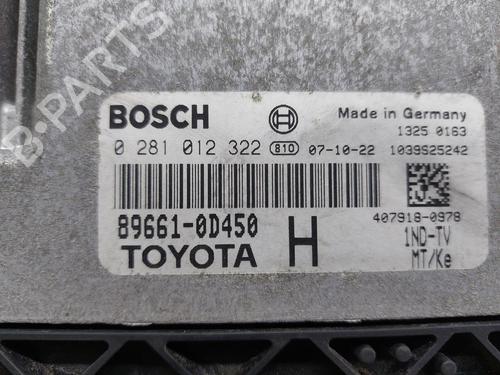 BOSCH
Made in Germany
1325 0163
0 281 012 322 810 07-10-22 1039S25242
407918-0978
89661-0D450
TOYOTA
H
1ND-TV
MT/Ke
B-PARTS